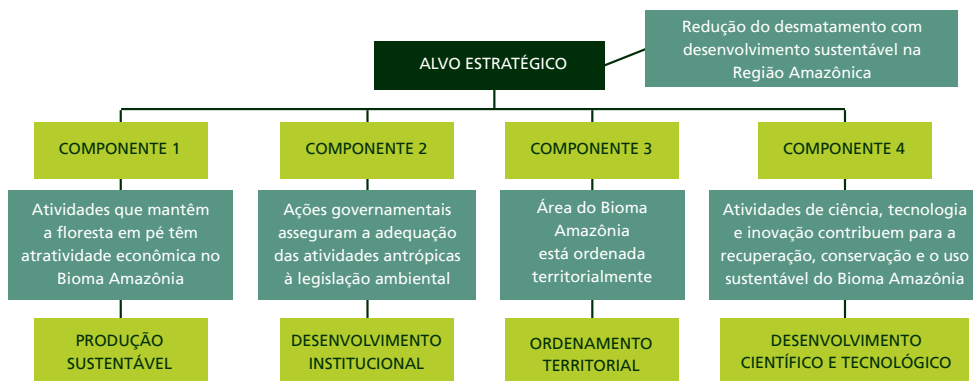 Redução do desmatamento com
desenvolvimento sustentável na
Região Amazônica
ALVO ESTRATÉGICO
COMPONENTE 1
COMPONENTE 2
COMPONENTE 3
COMPONENTE 4
Atividades que mantêm
a floresta em pé têm
atratividade econômica no
Bioma Amazônia
Ações governamentais
asseguram a adequação
das atividades antrópicas
à legislação ambiental
Área do Bioma
Amazônia
está ordenada
territorialmente
Atividades de ciência, tecnologia
e inovação contribuem para a
recuperação, conservação e o uso
sustentável do Bioma Amazônia
PRODUÇÃO
SUSTENTÁVEL
DESENVOLVIMENTO
INSTITUCIONAL
ORDENAMENTO
TERRITORIAL
DESENVOLVIMENTO
CIENTÍFICO E TECNOLÓGICO